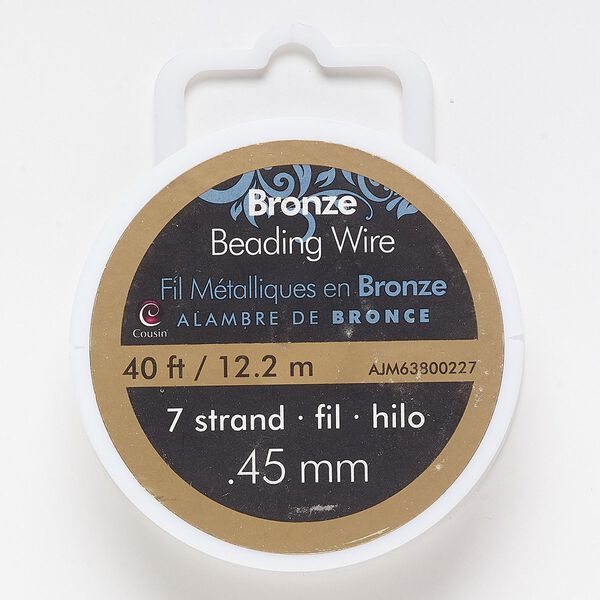 Bronze
Beading Wire
Fil Métalliques en Bronze
ALAMBRE DE BRONCE
Cousin
40 ft / 12.2 m AJM63800227
7 strand · fil · hilo
.45 mm